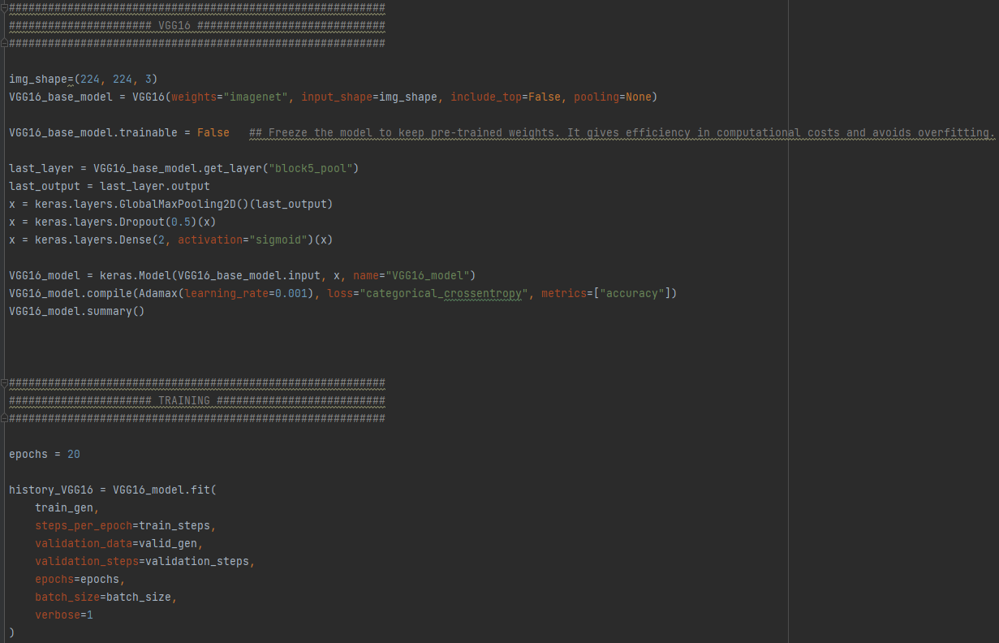 ##########################################################
###################### VGG16 #############################
##########################################################
img_shape=(224, 224, 3)
VGG16_base_model = VGG16(weights="imagenet", input_shape=img_shape, include_top=False, pooling=None)
VGG16_base_model.trainable = False   ## Freeze the model to keep pre-trained weights. It gives efficiency in computational costs and avoids overfitting.
last_layer = VGG16_base_model.get_layer("block5_pool")
last_output = last_layer.output
x = keras.layers.GlobalMaxPooling2D()(last_output)
x = keras.layers.Dropout(0.5)(x)
x = keras.layers.Dense(2, activation="sigmoid")(x)
VGG16_model = keras.Model(VGG16_base_model.input, x, name="VGG16_model")
VGG16_model.compile(Adamax(learning_rate=0.001), loss="categorical_crossentropy", metrics=["accuracy"])
VGG16_model.summary()
##########################################################
###################### TRAINING ##########################
##########################################################
epochs = 20
history_VGG16 = VGG16_model.fit(
    train_gen,
    steps_per_epoch=train_steps,
    validation_data=valid_gen,
    validation_steps=validation_steps,
    epochs=epochs,
    batch_size=batch_size,
    verbose=1
)